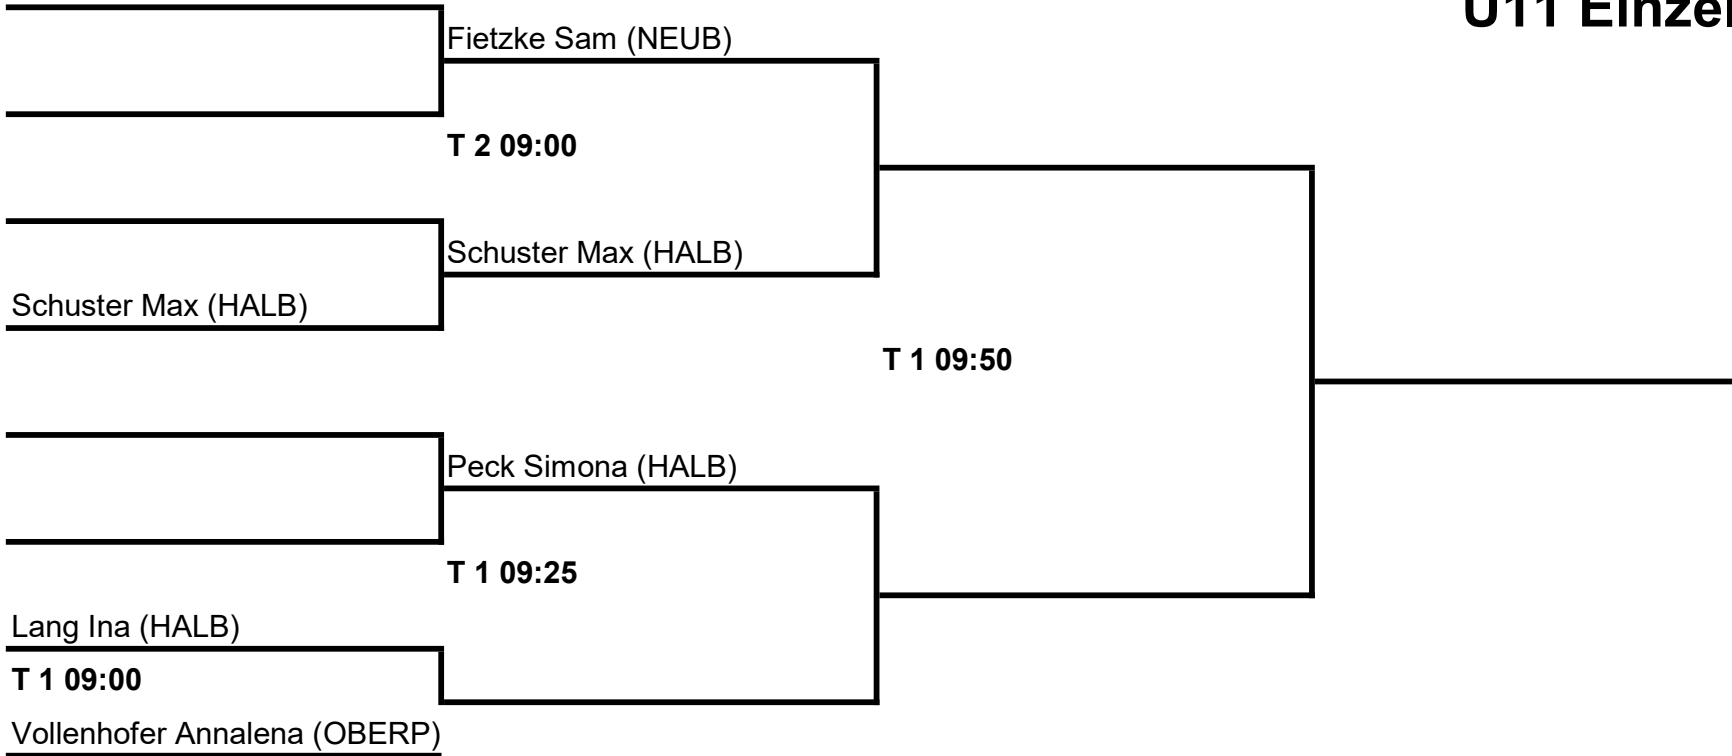 U11 Einzel
Fietzke Sam (NEUB)
T 2 09:00
Schuster Max (HALB)
Schuster Max (HALB)
T 1 09:50
Peck Simona (HALB)
T 1 09:25
Lang Ina (HALB)
T 1 09:00
Vollenhofer Annalena (OBERP)